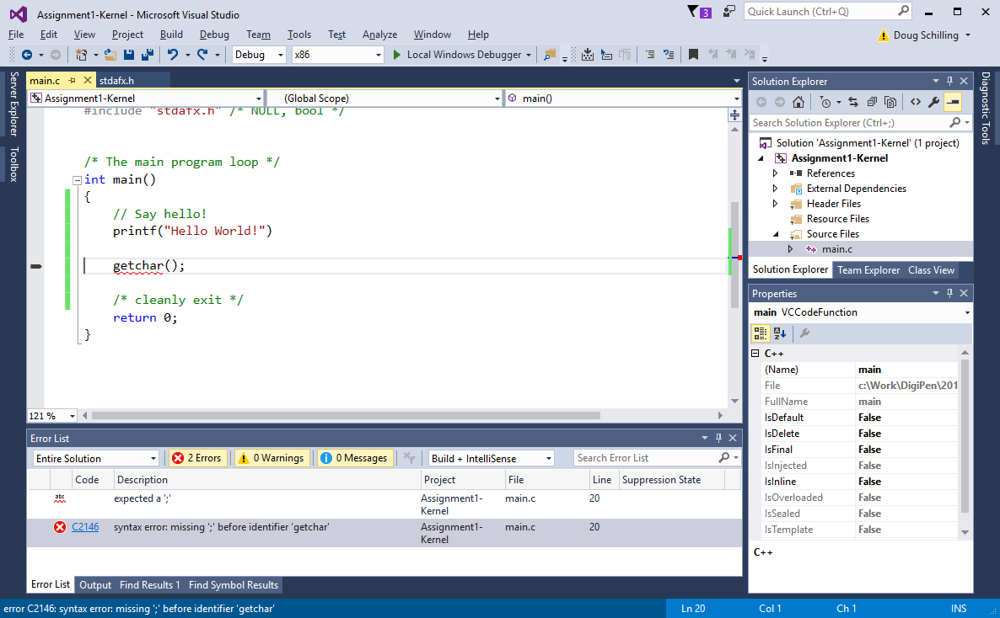 Assignment1-Kernel - Microsoft Visual Studio
3
Quick Launch (Ctrl+Q)
File Edit View Project Build Debug Team Tools Test Analyze Window Help
Doug Schilling
Debug x86 Local Windows Debugger
Server Explorer
Toolbox
main.c stdafx.h
Assignment1-Kernel (Global Scope) main()
#include "stdafx.h" /* NULL, bool */
/* The main program loop */
int main()
{
// Say hello!
printf("Hello World!")
getchar();
/* cleanly exit */
return 0;
}
121 %
Solution Explorer
Search Solution Explorer (Ctrl+;)
Solution 'Assignment1-Kernel' (1 project)
Assignment1-Kernel
References
External Dependencies
Header Files
Resource Files
Source Files
main.c
Solution Explorer Team Explorer Class View
Diagnostic Tools
Properties
main VCCodeFunction
C++
(Name) main
File c:\Work\DigiPen\201
FullName main
IsDefault False
IsDelete False
IsFinal False
IsInjected False
IsInline False
IsOverloaded False
IsSealed False
IsTemplate False
C++
Error List
Entire Solution 2 Errors 0 Warnings 0 Messages Build + IntelliSense Search Error List
Code Description Project File Line Suppression State
abc expected a ';' Assignment1- main.c 20
Kernel
C2146 syntax error: missing ';' before identifier 'getchar' Assignment1- main.c 20
Kernel
Error List Output Find Results 1 Find Symbol Results
error C2146: syntax error: missing ';' before identifier 'getchar' Ln 20 Col 1 Ch 1 INS